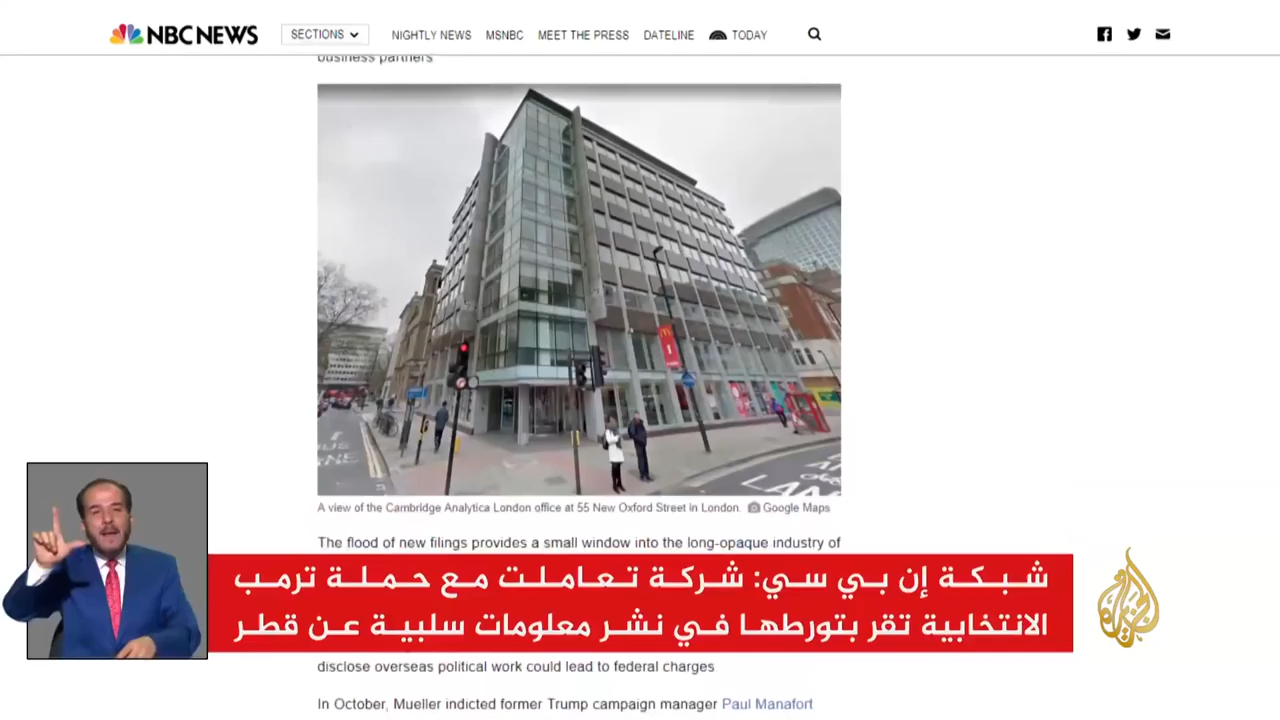 NBC NEWS
SECTIONS
NIGHTLY NEWS
MSNBC
MEET THE PRESS
DATELINE
TODAY
business partners
A view of the Cambridge Analytica London office at 55 New Oxford Street in London. Google Maps
The flood of new filings provides a small window into the long-opaque industry of
شبكة إن بي سي: شركة تعاملت مع حملة ترمب
الانتخابية تقر بتورطها في نشر معلومات سلبية عن قطر
الجزيرة
disclose overseas political work could lead to federal charges
In October, Mueller indicted former Trump campaign manager Paul Manafort